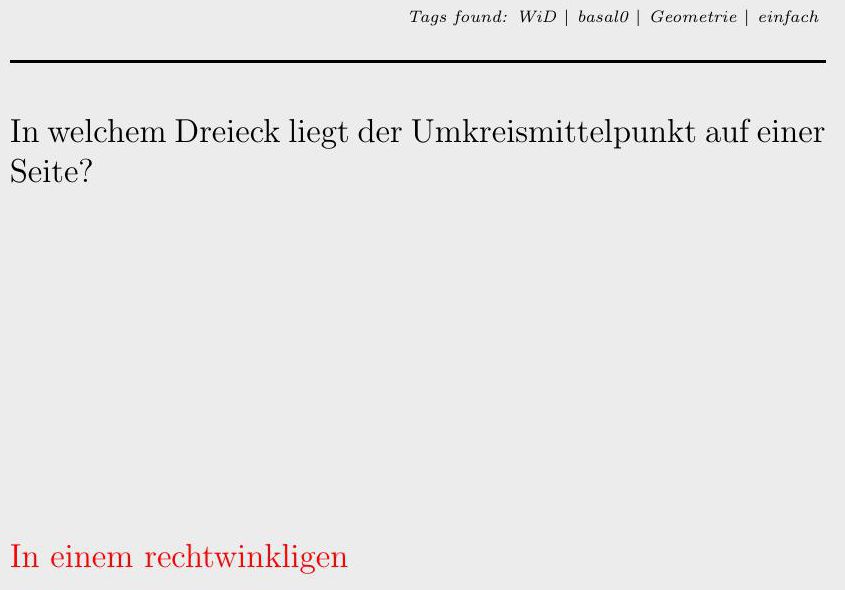 Tags found: WiD | basal0 | Geometrie | einfach
In welchem Dreieck liegt der Umkreismittelpunkt auf einer
Seite?
In einem rechtwinkligen